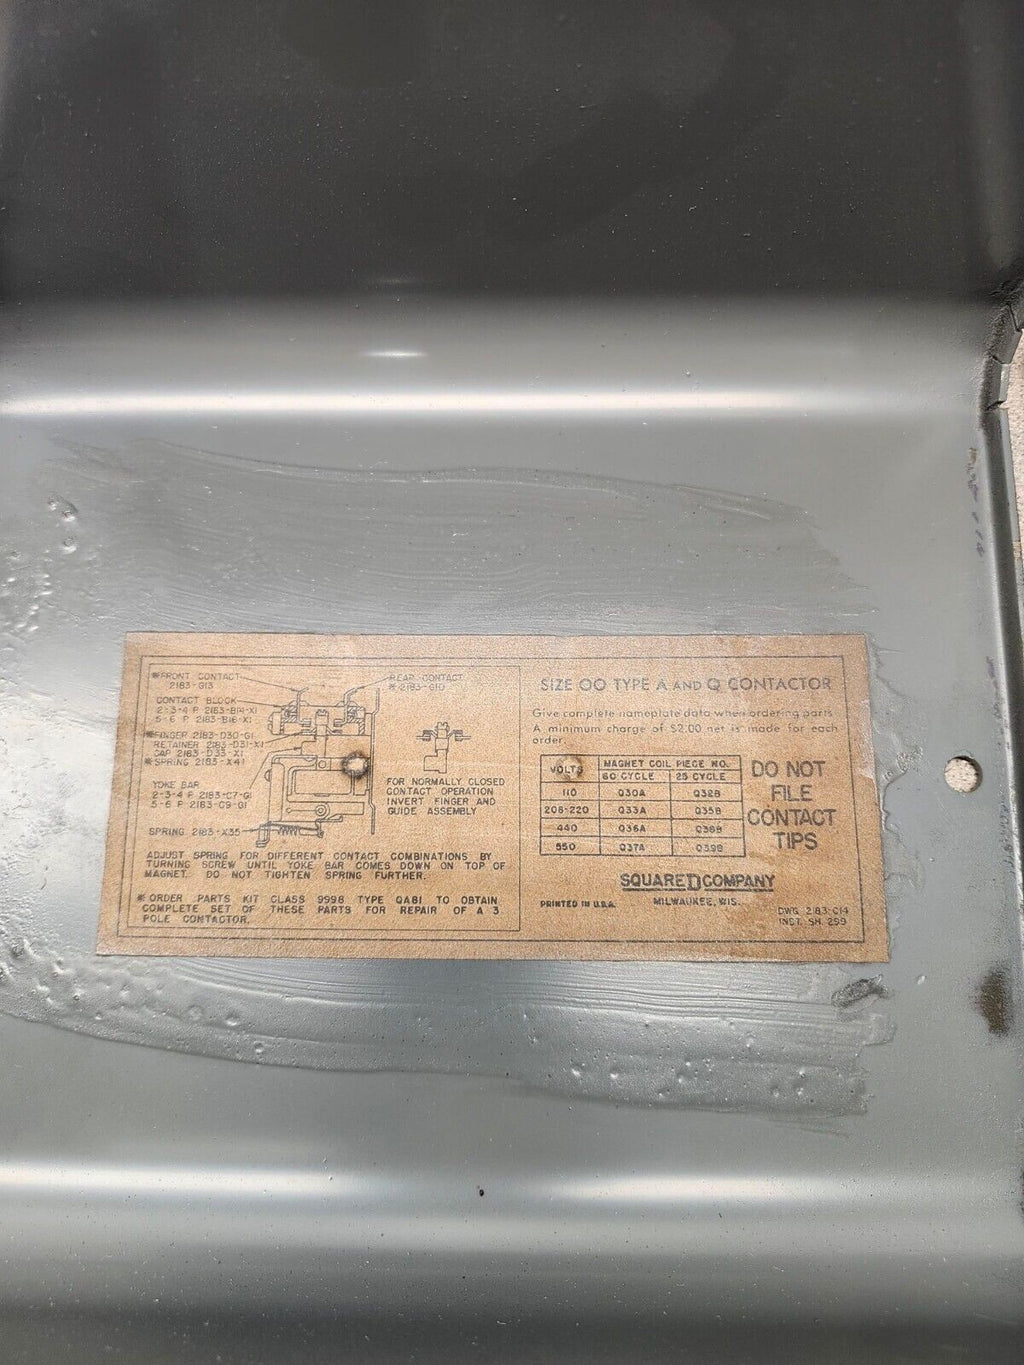 *FRONT CONTACT
2183-G13
REAR CONTACT
*2183-G10
CONTACT BLOCK
2-3-4 P. 2183-B14-X1
5-6 P. 2183-B16-X1
*FINGER 2183-D30-G1
RETAINER 2183-D31-X1
CAP 2183-D33-X1
*SPRING 2183-X41
YOKE BAR
2-3-4 P. 2183-C7-G1
5-6 P. 2183-C9-G1
SPRING 2183-X35
FOR NORMALLY CLOSED
CONTACT OPERATION
INVERT FINGER AND
GUIDE ASSEMBLY
ADJUST SPRING FOR DIFFERENT CONTACT COMBINATIONS BY
TURNING SCREW UNTIL YOKE BAR COMES DOWN ON TOP OF
MAGNET. DO NOT TIGHTEN SPRING FURTHER.
*ORDER PARTS KIT CLASS 9998 TYPE QA81 TO OBTAIN
COMPLETE SET OF THESE PARTS FOR REPAIR OF A 3
POLE CONTACTOR.
SIZE OO TYPE A AND Q CONTACTOR
Give complete nameplate data when ordering parts
A minimum charge of $2.00 net is made for each
order.
VOLTS MAGNET COIL PIECE NO.
60 CYCLE 25 CYCLE
110 Q30A Q32B
208-220 Q33A Q35B
440 Q36A Q38B
550 Q37A Q39B
DO NOT
FILE
CONTACT
TIPS
SQUARE D COMPANY
MILWAUKEE, WIS.
PRINTED IN U.S.A.
DWG. 2183-C14
INST. SH. 299